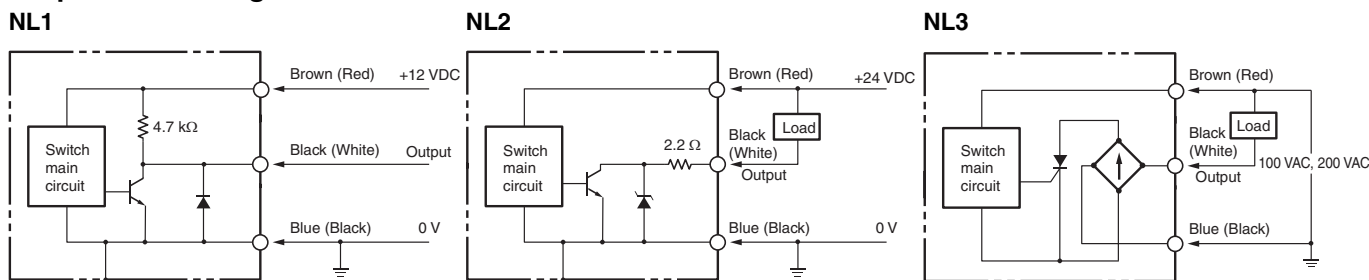 NL1
Brown (Red) +12 VDC
4.7 kΩ
Switch
main
circuit
Black (White) Output
Blue (Black) 0 V
NL2
Brown (Red) +24 VDC
Load
Black
(White)
2.2 Ω
Output
Switch
main
circuit
Blue (Black) 0 V
NL3
Brown (Red)
Load
Black
(White)
100 VAC, 200 VAC
Output
Switch
main
circuit
Blue (Black)